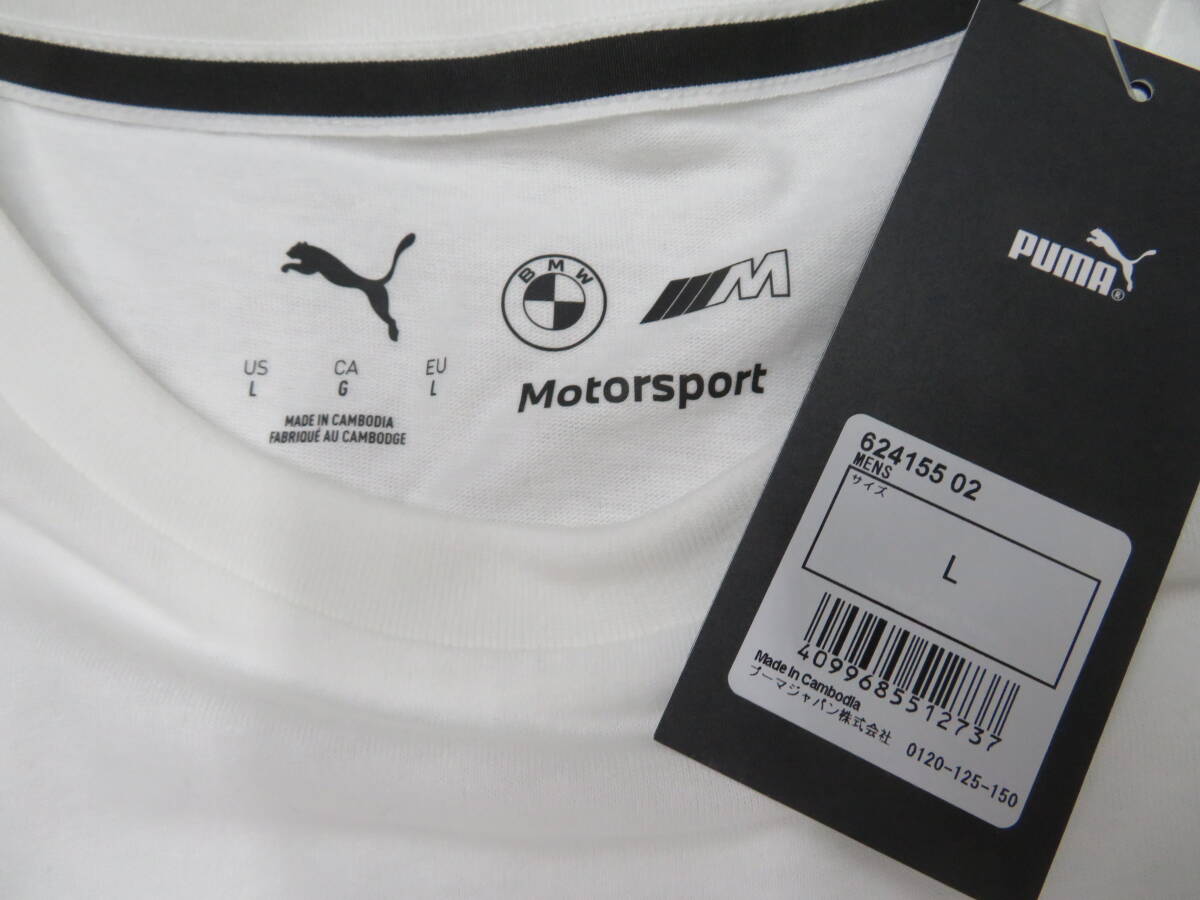 BMW
M
US CA EU
L G L
Motorsport
MADE IN CAMBODIA
FABRIQUÉ AU CAMBODGE
PUMA®
624155 02
MENS
サイズ
L
4099685512737
Made in Cambodia
プーマジャパン株式会社 0120-125-150